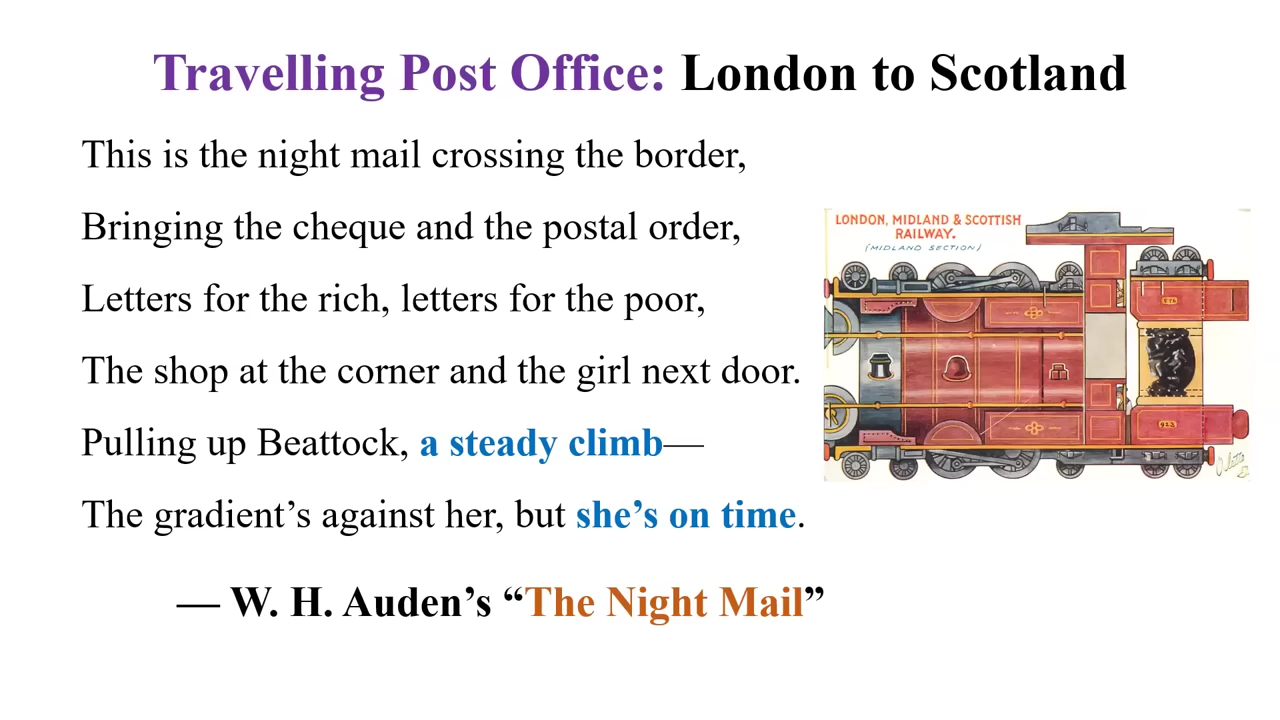 Travelling Post Office: London to Scotland
This is the night mail crossing the border,
Bringing the cheque and the postal order,
Letters for the rich, letters for the poor,
The shop at the corner and the girl next door.
Pulling up Beattock, a steady climb—
The gradient’s against her, but she’s on time.
— W. H. Auden’s “The Night Mail”
LONDON, MIDLAND & SCOTTISH
RAILWAY.
(MIDLAND SECTION)